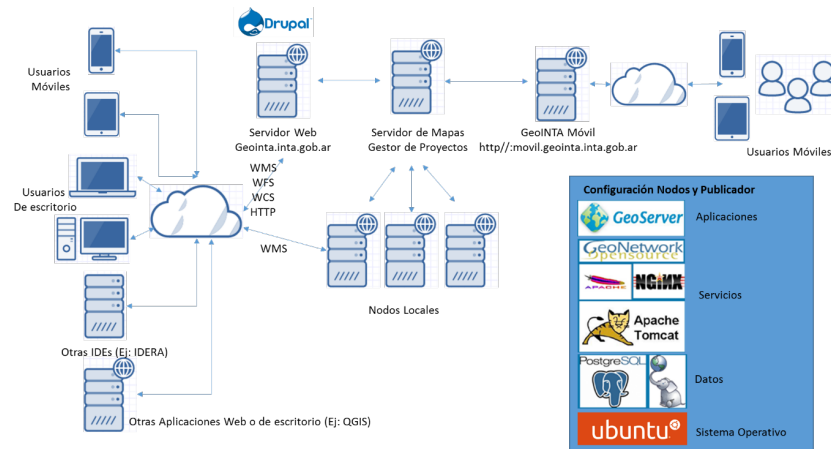 Drupal
Usuarios
Móviles
Servidor Web
Geointa.inta.gob.ar
Servidor de Mapas
Gestor de Proyectos
GeoINTA Móvil
http//:movil.geointa.inta.gob.ar
Usuarios Móviles
WMS
WFS
WCS
HTTP
Usuarios
De escritorio
WMS
Nodos Locales
Otras IDEs (Ej: IDERA)
Otras Aplicaciones Web o de escritorio (Ej: QGIS)
Configuración Nodos y Publicador
GeoServer
Aplicaciones
GeoNetwork
Opensource
APACHE
NGINX
Servicios
Apache
Tomcat
PostgreSQL
Datos
ubuntu
Sistema Operativo